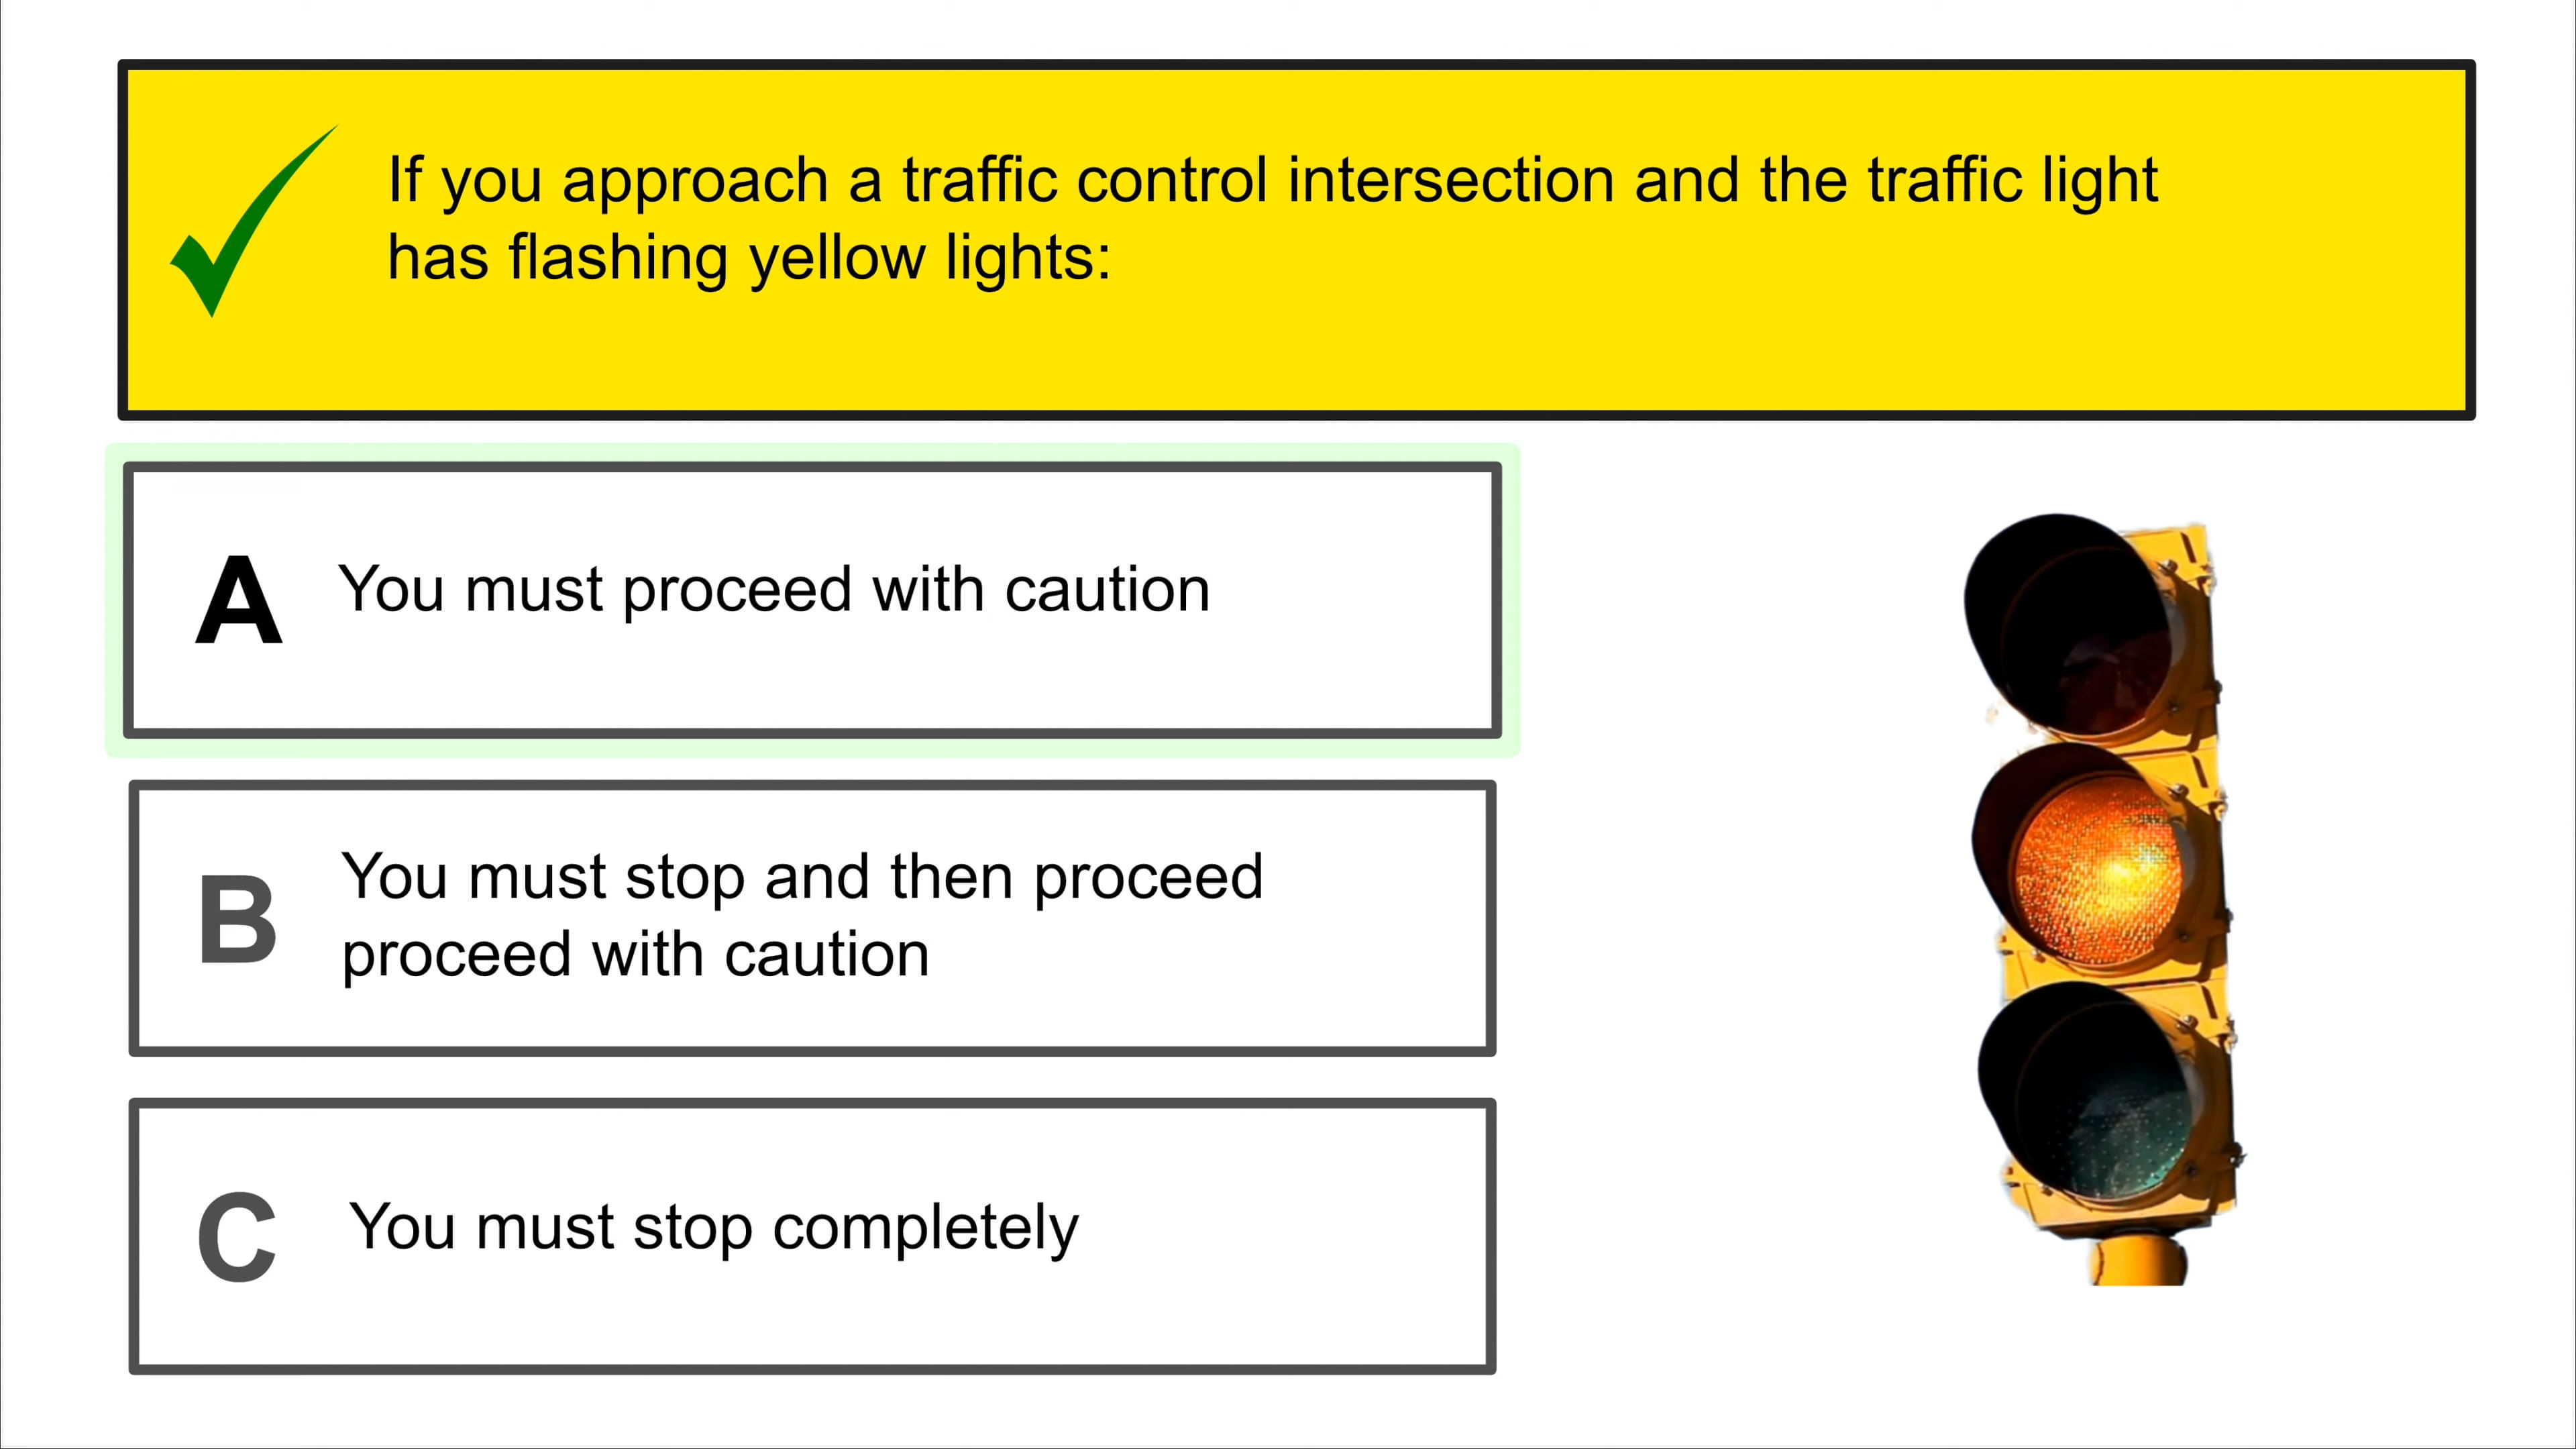 If you approach a traffic control intersection and the traffic light
has flashing yellow lights:
A You must proceed with caution
B You must stop and then proceed
proceed with caution
C You must stop completely